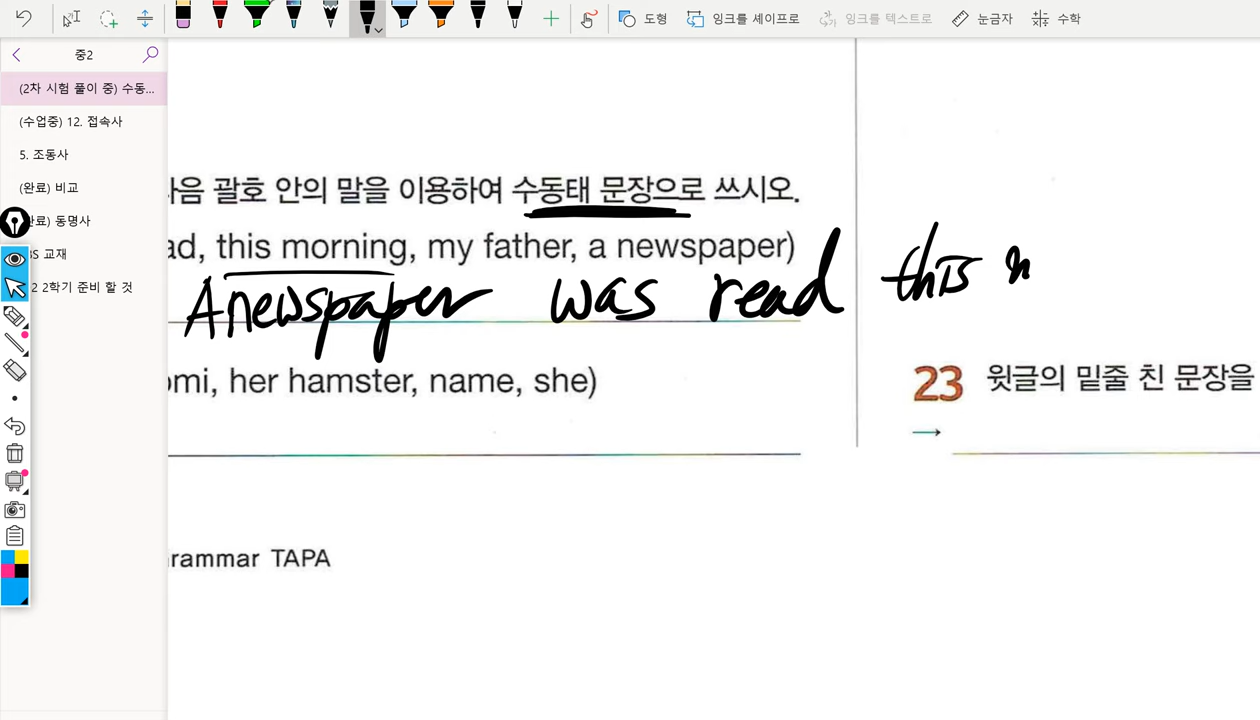 도형
잉크를 셰이프로
잉크를 텍스트로
눈금자
수학
중2
(2차 시험 풀이 중) 수동...
(수업중) 12. 접속사
5. 조동사
(완료) 비교
료) 동명사
교재
2 2학기 준비 할 것
음 괄호 안의 말을 이용하여 수동태 문장으로 쓰시오.
ad, this morning, my father, a newspaper)
A newspaper was read this
omi, her hamster, name, she)
rammar TAPA
23 윗글의 밑줄 친 문장을
→